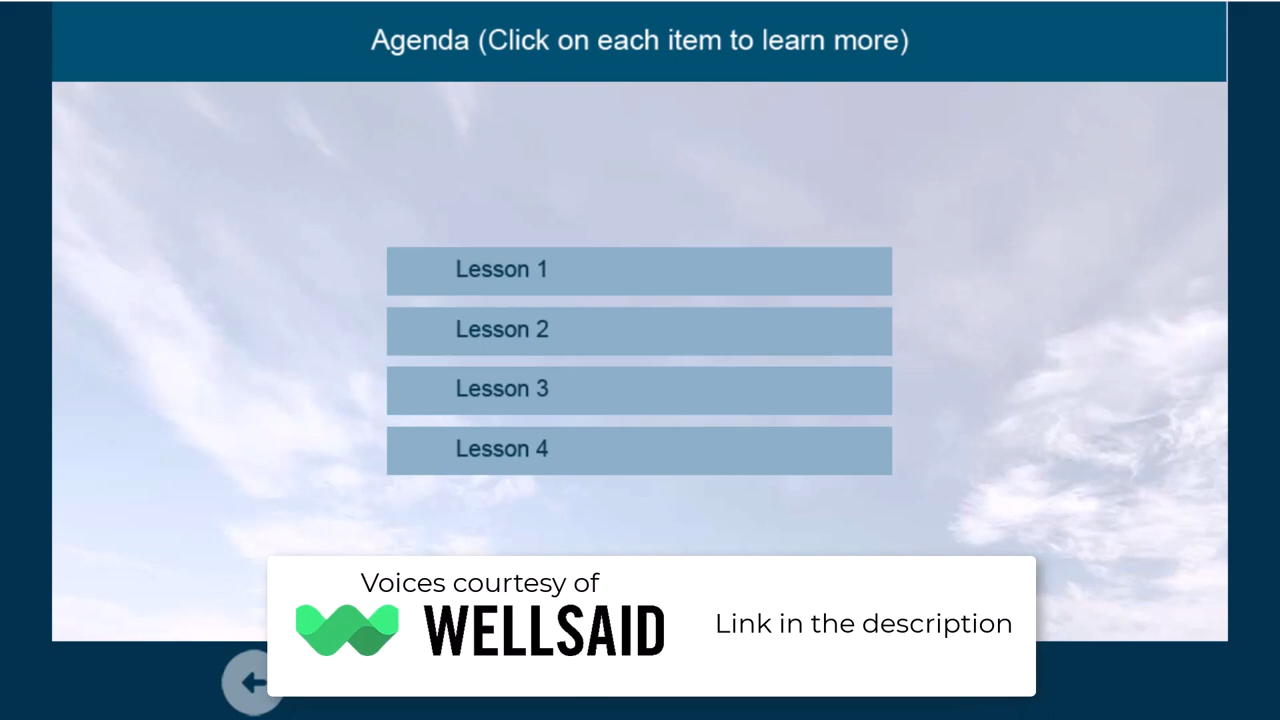 Agenda (Click on each item to learn more)
Lesson 1
Lesson 2
Lesson 3
Lesson 4
Voices courtesy of
WELLSAID
Link in the description